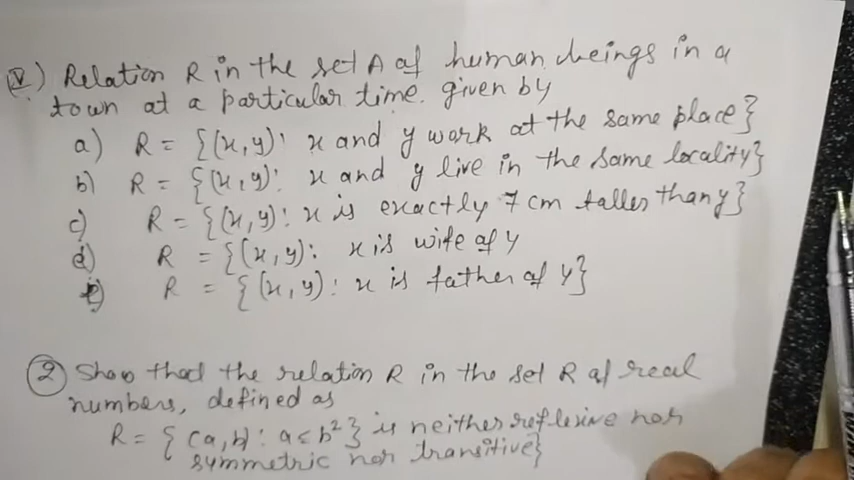 (v) Relation R in the set A of human beings in a
town at a particular time. given by
a) R = {(x, y): x and y work at the same place}
b) R = {(x, y): x and y live in the same locality}
c) R = {(x, y): x is exactly 7 cm taller than y}
d) R = {(x, y): x is wife of y
e) R = {(x, y): x is father of y}
2) Show that the relation R in the set R of real
numbers, defined as
R = {(a, b): a ≤ b²} is neither reflexive nor
symmetric nor transitive}